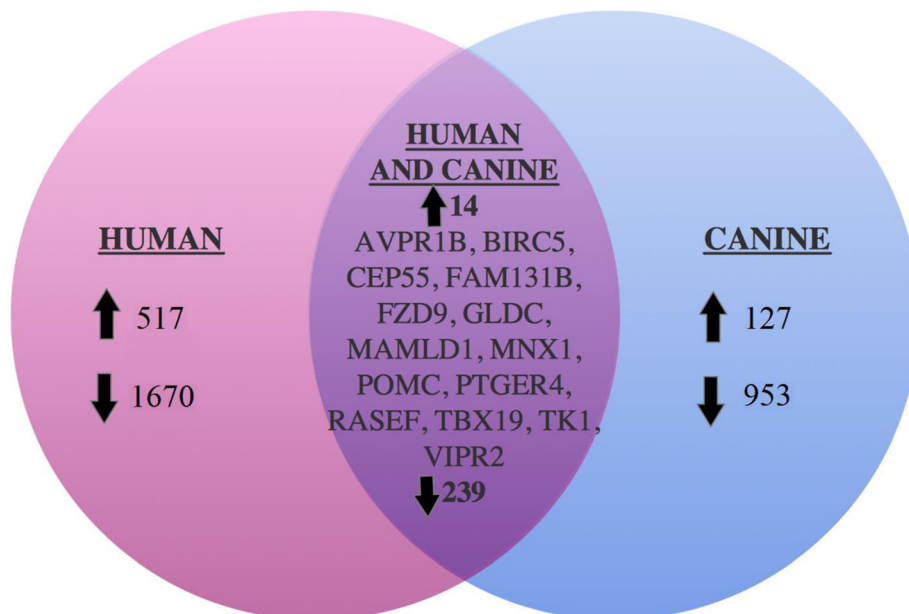 HUMAN
517
1670
HUMAN
AND CANINE
14
AVPR1B, BIRC5,
CEP55, FAM131B,
FZD9, GLDC,
MAMLD1, MNX1,
POMC, PTGER4,
RASEF, TBX19, TK1,
VIPR2
239
CANINE
127
953